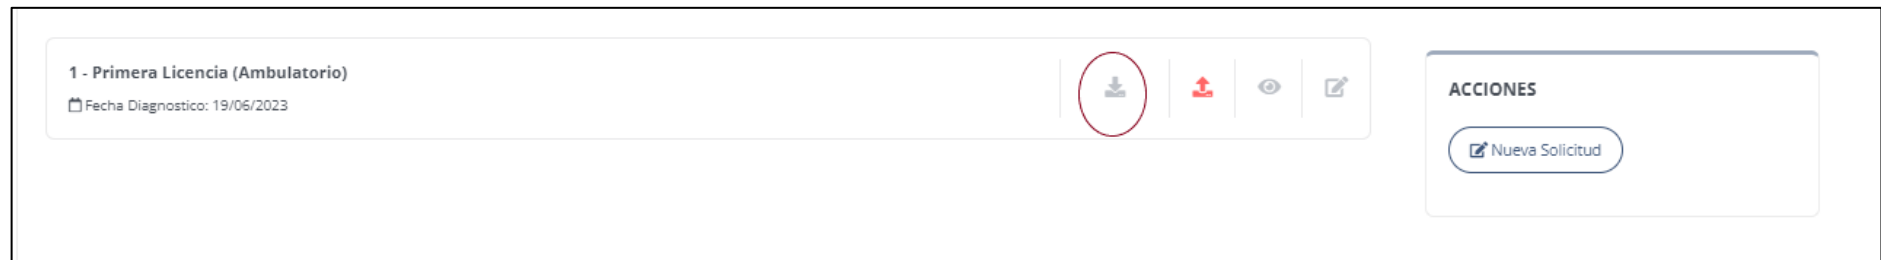 1 - Primera Licencia (Ambulatorio)
Fecha Diagnostico: 19/06/2023
ACCIONES
Nueva Solicitud